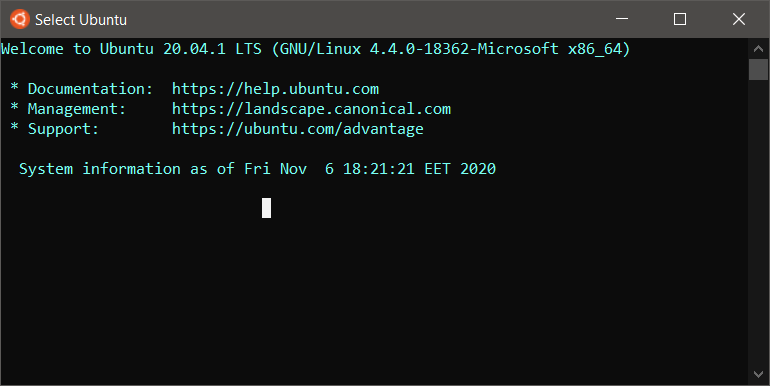 Select Ubuntu
Welcome to Ubuntu 20.04.1 LTS (GNU/Linux 4.4.0-18362-Microsoft x86_64)
* Documentation:  https://help.ubuntu.com
* Management:     https://landscape.canonical.com
* Support:        https://ubuntu.com/advantage
System information as of Fri Nov  6 18:21:21 EET 2020